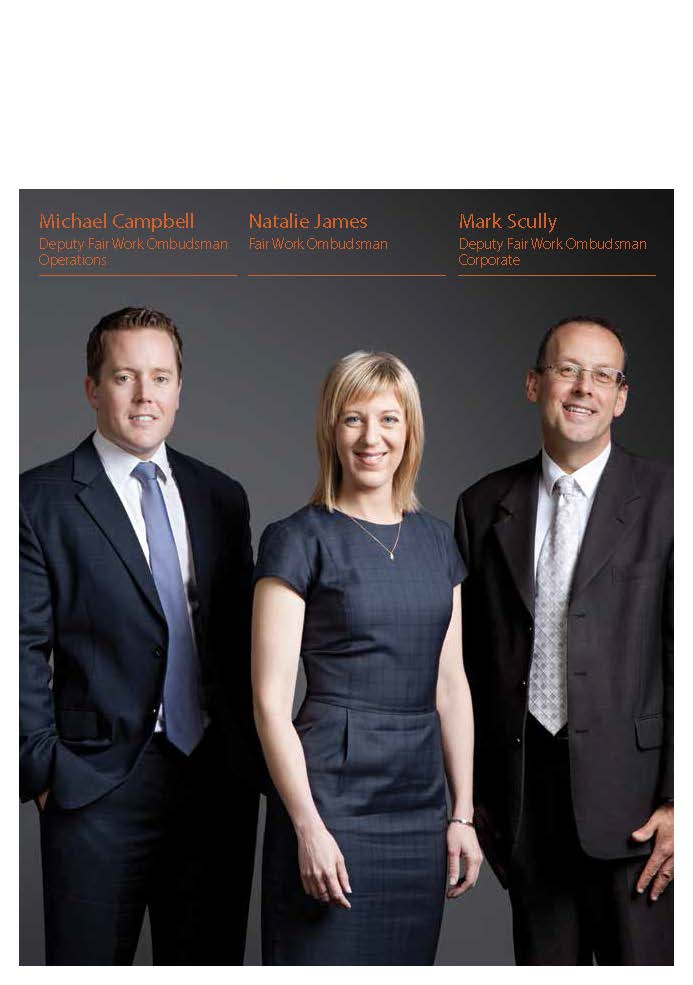 Michael Campbell
Deputy Fair Work Ombudsman
Operations
Natalie James
Fair Work Ombudsman
Mark Scully
Deputy Fair Work Ombudsman
Corporate